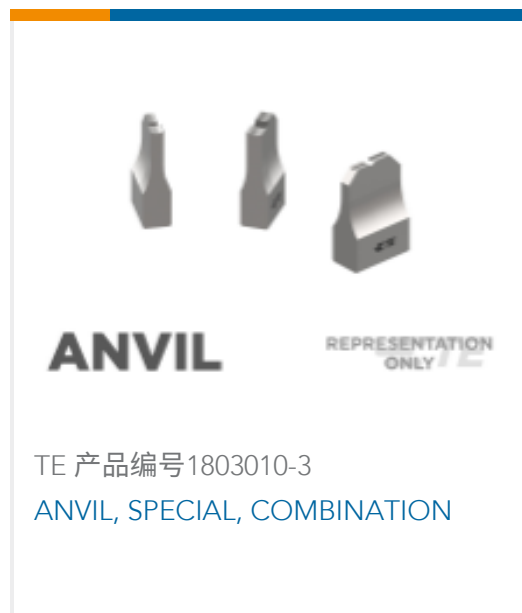 ANVIL
REPRESENTATION
ONLY TE
TE 产品编号1803010-3
ANVIL, SPECIAL, COMBINATION